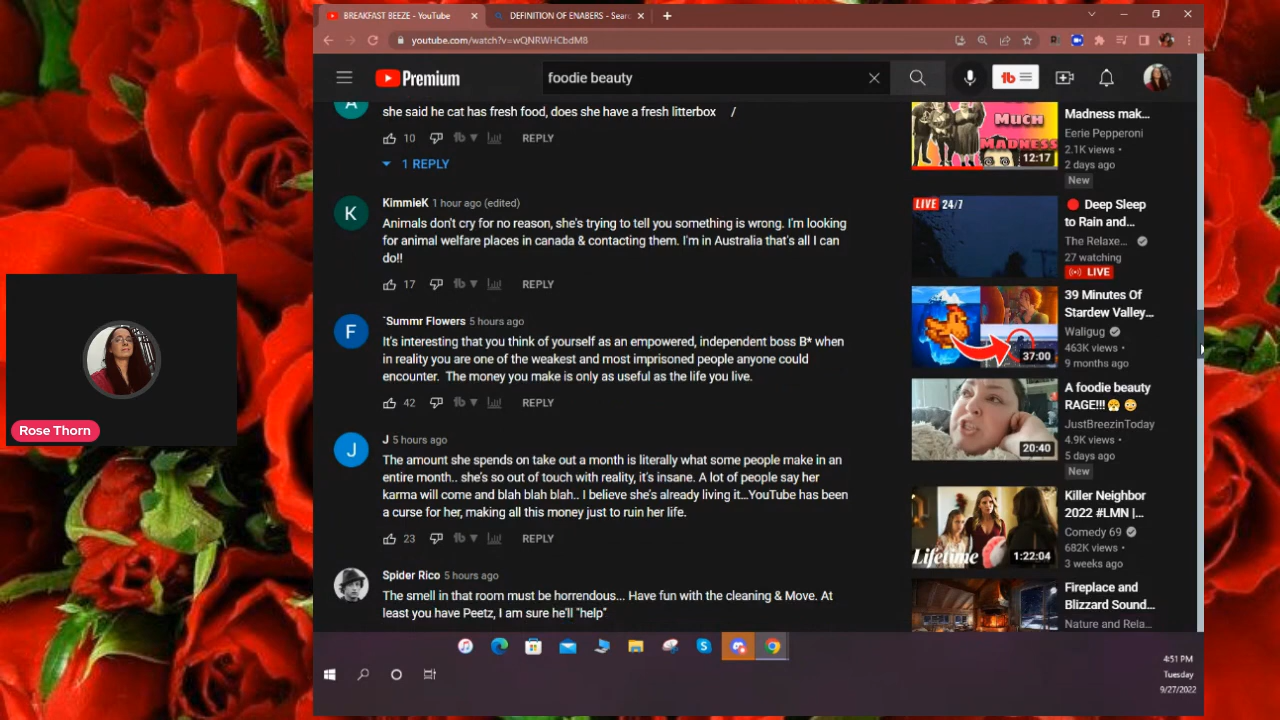 BREAKFAST BEEZE - YouTube
DEFINITION OF ENABERS - Searc
youtube.com/watch?v=wQNRWHCbdM8
Premium
foodie beauty
she said he cat has fresh food, does she have a fresh litterbox /
10 REPLY
1 REPLY
K
KimmieK 1 hour ago (edited)
Animals don't cry for no reason, she's trying to tell you something is wrong. I'm looking
for animal welfare places in canada & contacting them. I'm in Australia that's all I can
do!!
17 REPLY
F
`Summr Flowers 5 hours ago
It's interesting that you think of yourself as an empowered, independent boss B* when
in reality you are one of the weakest and most imprisoned people anyone could
encounter. The money you make is only as useful as the life you live.
42 REPLY
J
J 5 hours ago
The amount she spends on take out a month is literally what some people make in an
entire month.. she's so out of touch with reality, it's insane. A lot of people say her
karma will come and blah blah blah.. I believe she's already living it...YouTube has been
a curse for her, making all this money just to ruin her life.
23 REPLY
Spider Rico 5 hours ago
The smell in that room must be horrendous... Have fun with the cleaning & Move. At
least you have Peetz, I am sure he'll "help"
MUCH
MADNESS
12:17
Madness mak...
Eerie Pepperoni
2.1K views •
2 days ago
New
LIVE 24/7
Deep Sleep
to Rain and...
The Relaxe...
27 watching
LIVE
37:00
39 Minutes Of
Stardew Valley...
Waligug
463K views •
9 months ago
20:40
A foodie beauty
RAGE!!!
JustBreezinToday
4.9K views •
5 days ago
New
Lifetime
1:22:04
Killer Neighbor
2022 #LMN |...
Comedy 69
682K views •
3 weeks ago
Fireplace and
Blizzard Sound...
Nature and Rela...
Rose Thorn
4:51 PM
Tuesday
9/27/2022